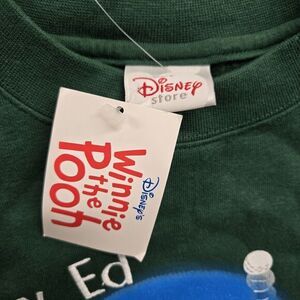 Disney
store
Disney's
Winnie
the
Pooh
Ed